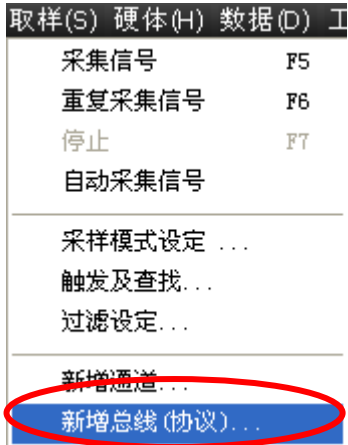 取样(S) 硬体(H) 数据(D) 工
采集信号 F5
重复采集信号 F6
停止 F7
自动采集信号
采样模式设定 ...
触发及查找...
过滤设定...
新增通道...
新增总线(协议)...